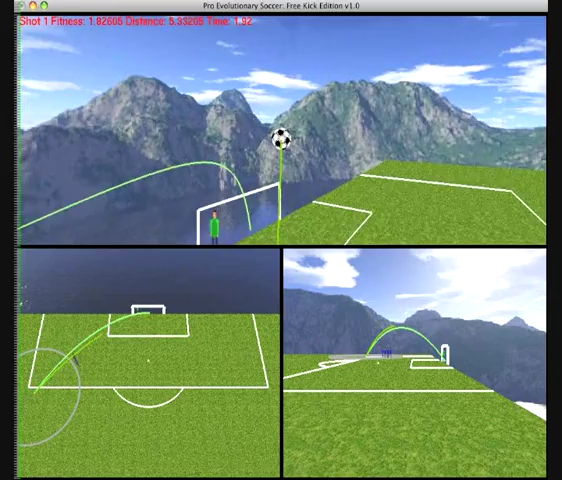 Pro Evolutionary Soccer: Free Kick Edition v1.0
Shot 1 Fitness: 1.82605 Distance: 5.33205 Time: 1.92